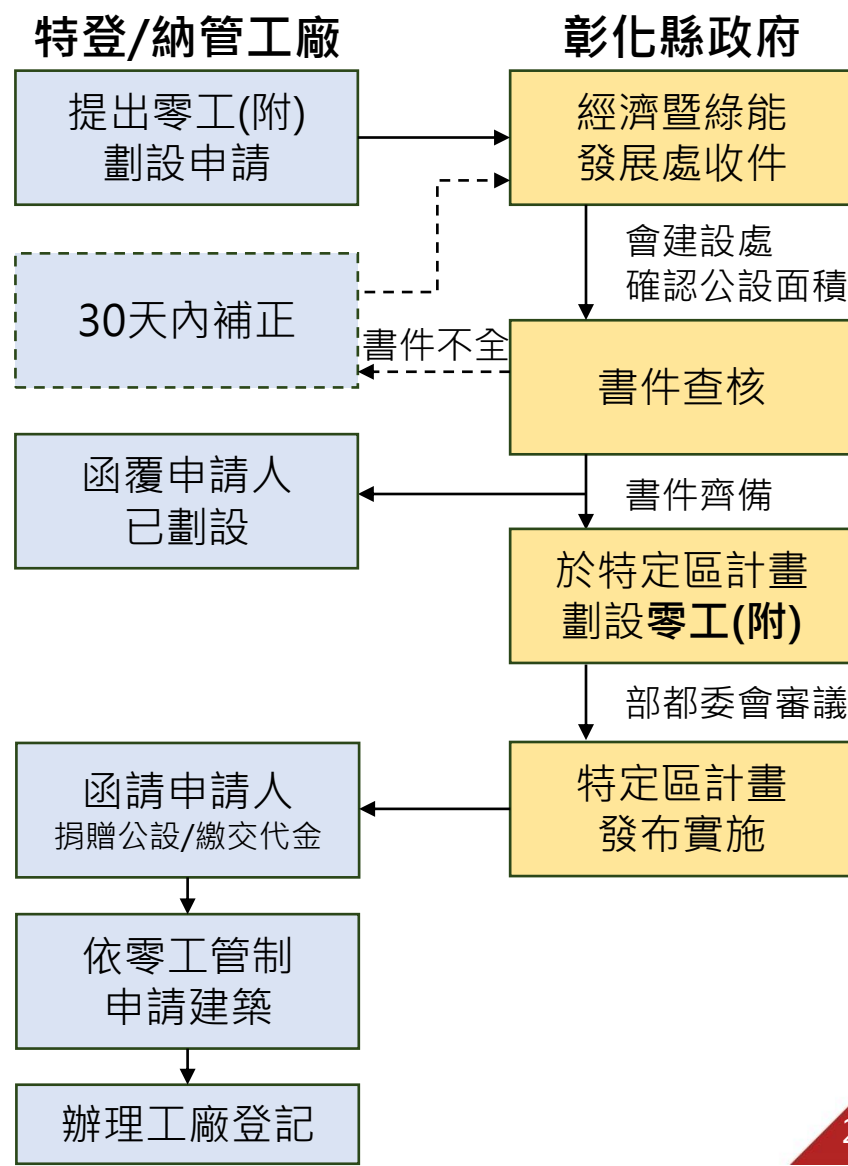 特登/納管工廠
彰化縣政府
提出零工(附)
劃設申請
經濟暨綠能
發展處收件
會建設處
確認公設面積
30天內補正
書件不全
書件查核
函覆申請人
已劃設
書件齊備
於特定區計畫
劃設零工(附)
部都委會審議
函請申請人
捐贈公設/繳交代金
特定區計畫
發布實施
依零工管制
申請建築
辦理工廠登記